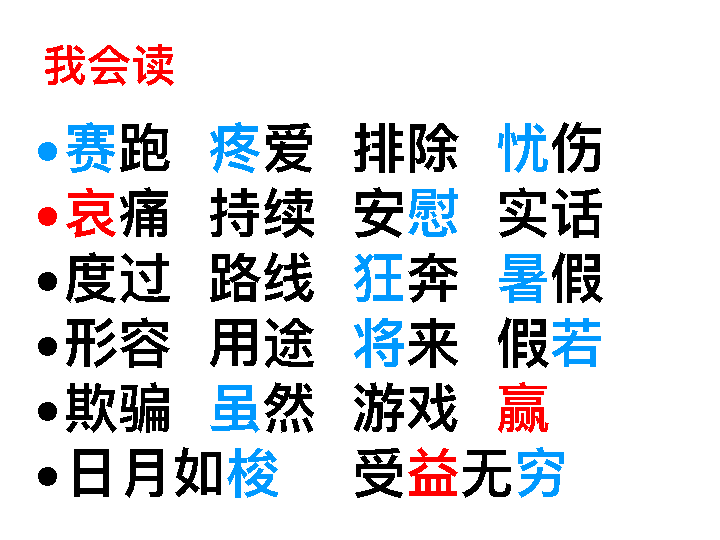 我会读
•赛跑 疼爱 排除 忧伤
•哀痛 持续 安慰 实话
•度过 路线 狂奔 暑假
•形容 用途 将来 假若
•欺骗 虽然 游戏 赢
•日月如梭 受益无穷